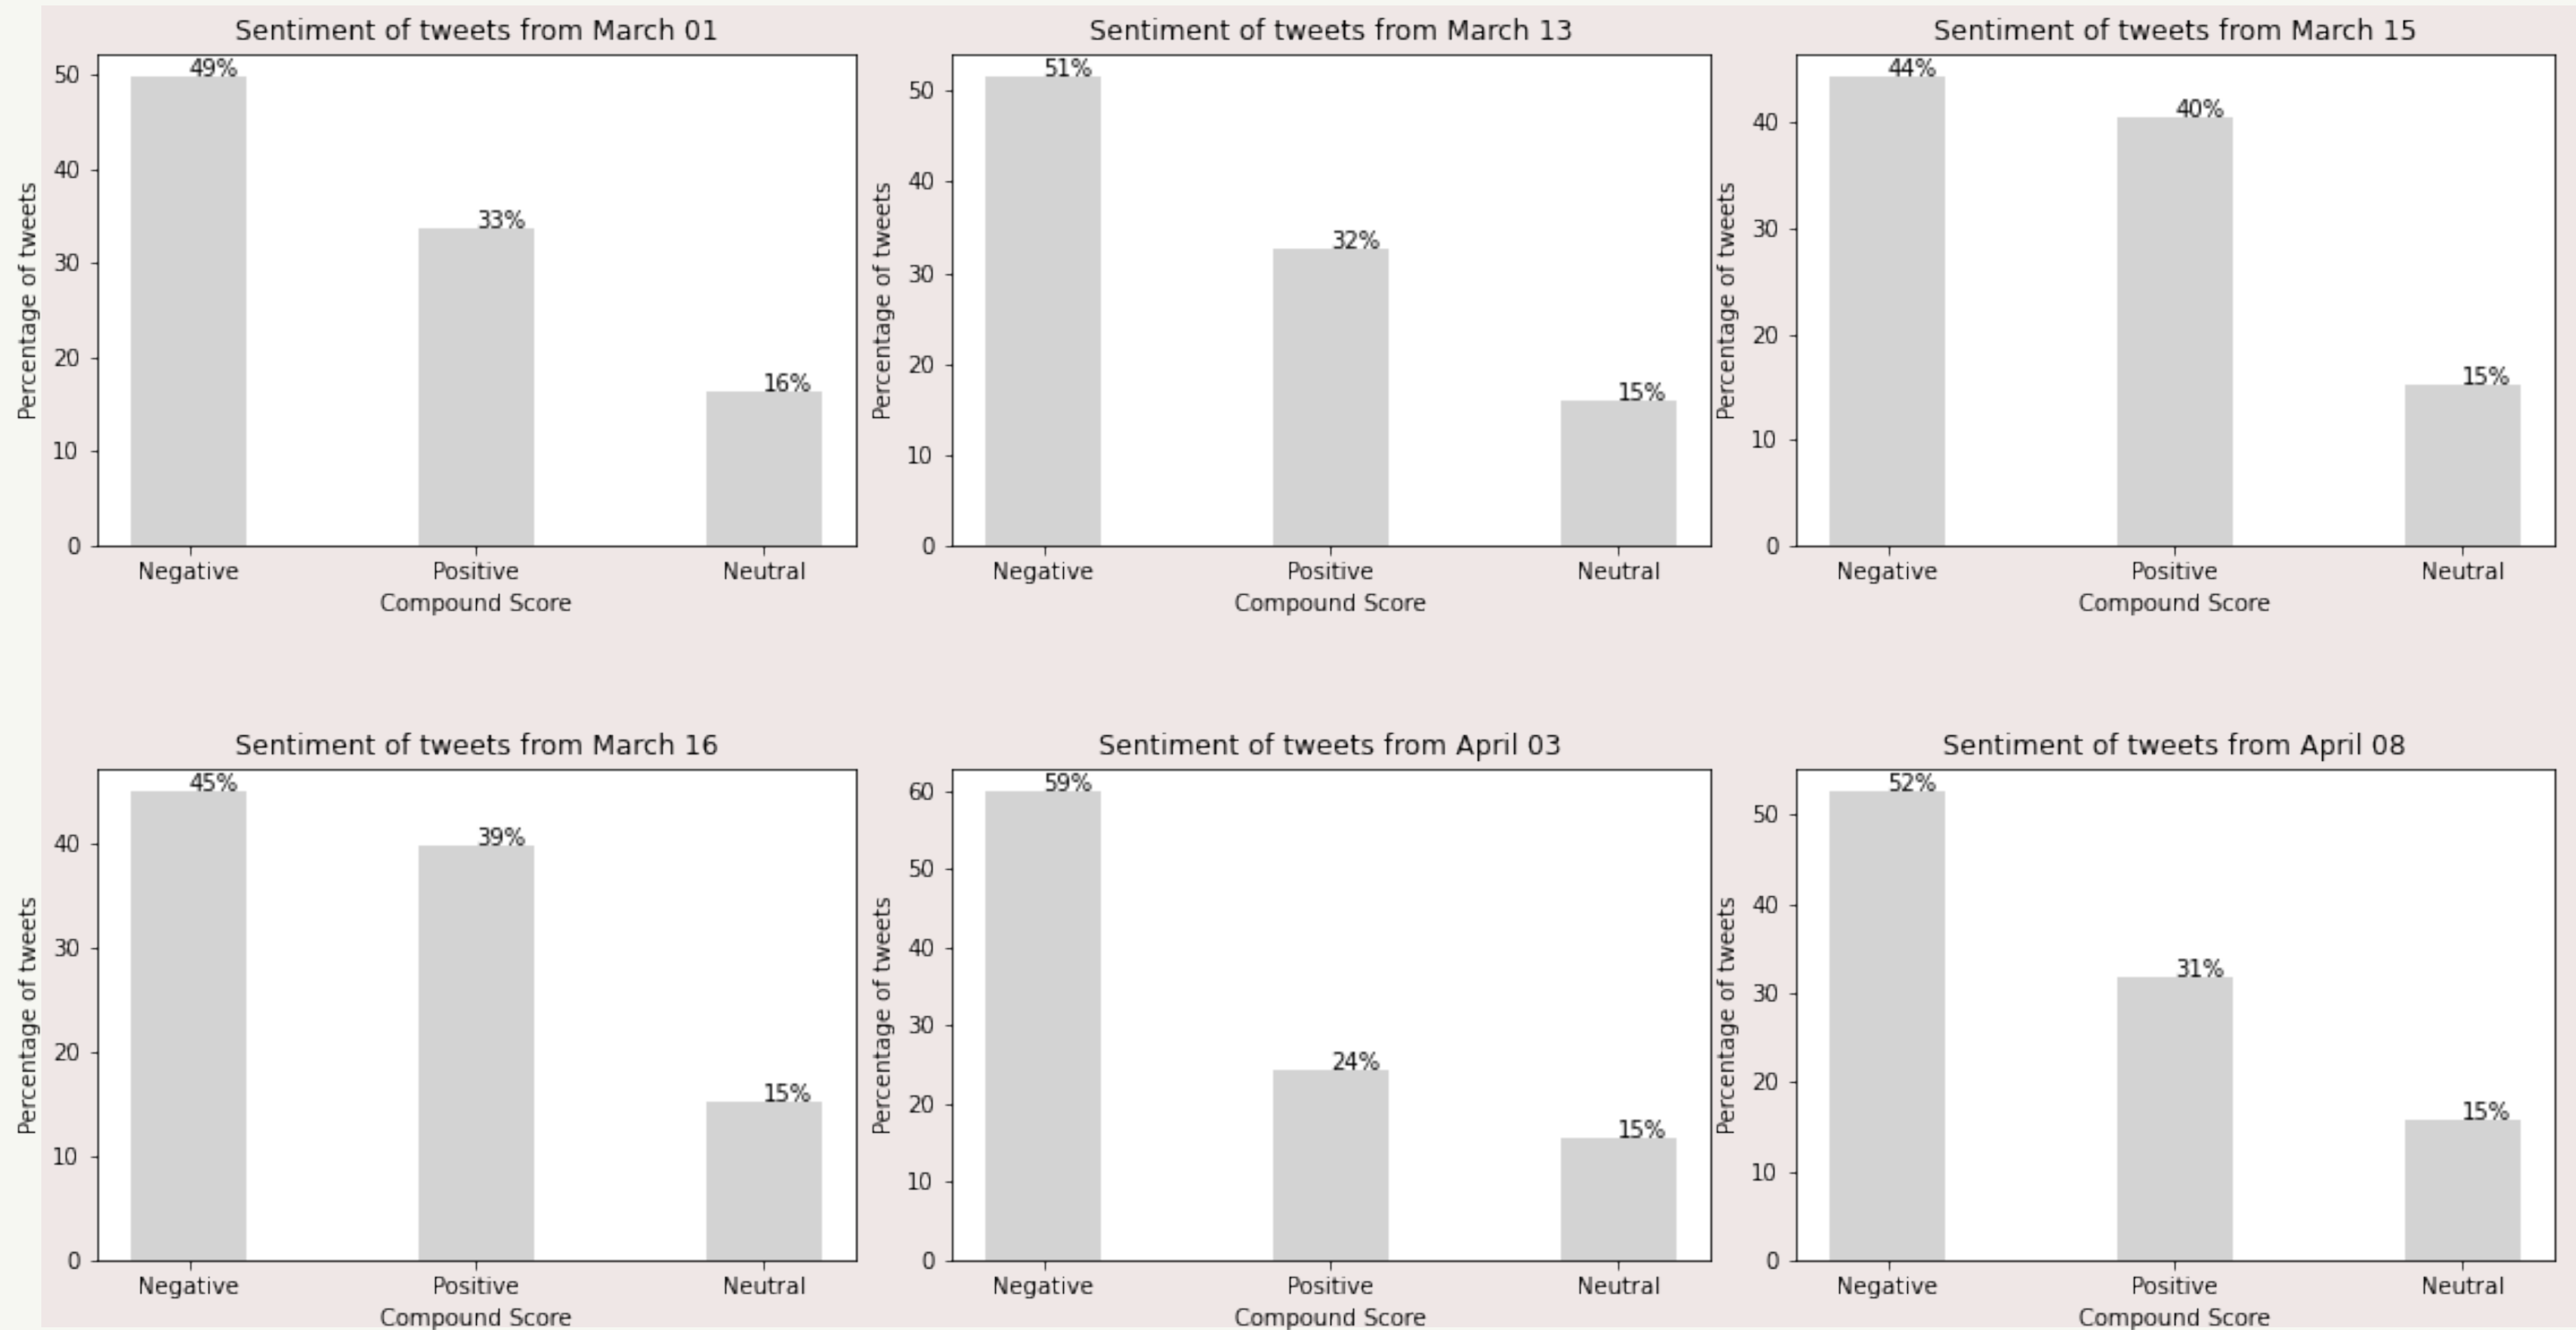 Sentiment of tweets from March 01
Percentage of tweets
50
40
30
20
10
0
49%
33%
16%
Negative Positive Neutral
Compound Score
Sentiment of tweets from March 13
Percentage of tweets
50
40
30
20
10
0
51%
32%
15%
Negative Positive Neutral
Compound Score
Sentiment of tweets from March 15
Percentage of tweets
40
30
20
10
0
44%
40%
15%
Negative Positive Neutral
Compound Score
Sentiment of tweets from March 16
Percentage of tweets
40
30
20
10
0
45%
39%
15%
Negative Positive Neutral
Compound Score
Sentiment of tweets from April 03
Percentage of tweets
60
50
40
30
20
10
0
59%
24%
15%
Negative Positive Neutral
Compound Score
Sentiment of tweets from April 08
Percentage of tweets
50
40
30
20
10
0
52%
31%
15%
Negative Positive Neutral
Compound Score